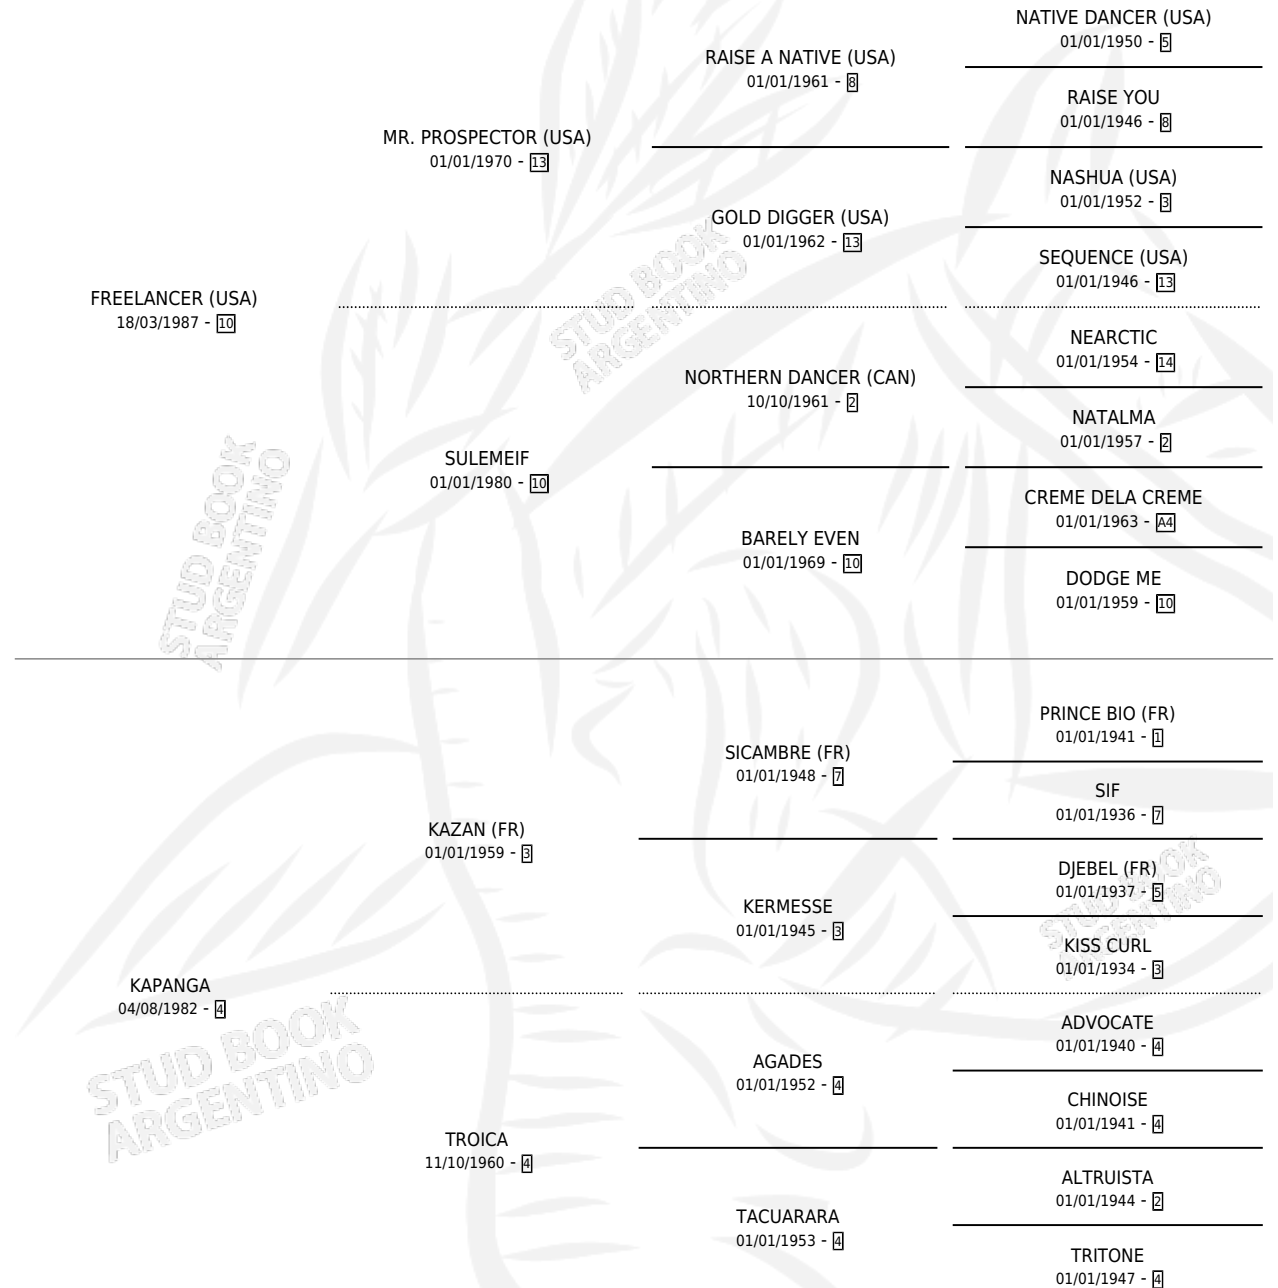 NATIVE DANCER (USA)
01/01/1950 - 5
RAISE A NATIVE (USA)
01/01/1961 - 8
RAISE YOU
01/01/1946 - 8
MR. PROSPECTOR (USA)
01/01/1970 - 13
NASHUA (USA)
01/01/1952 - 3
GOLD DIGGER (USA)
01/01/1962 - 13
SEQUENCE (USA)
01/01/1946 - 13
FREELANCER (USA)
18/03/1987 - 10
STUD BOOK
ARGENTINO
NEARCTIC
01/01/1954 - 14
NORTHERN DANCER (CAN)
10/10/1961 - 2
NATALMA
01/01/1957 - 2
SULEMEIF
01/01/1980 - 10
CREME DELA CREME
01/01/1963 - A4
BARELY EVEN
01/01/1969 - 10
DODGE ME
01/01/1959 - 10
STUD BOOK
ARGENTINO
PRINCE BIO (FR)
01/01/1941 - 1
SICAMBRE (FR)
01/01/1948 - 7
SIF
01/01/1936 - 7
KAZAN (FR)
01/01/1959 - 3
DJEBEL (FR)
01/01/1937 - 5
KERMESSE
01/01/1945 - 3
STUD BOOK
ARGENTINO
KISS CURL
01/01/1934 - 3
KAPANGA
04/08/1982 - 4
ADVOCATE
01/01/1940 - 4
AGADES
01/01/1952 - 4
STUD BOOK
ARGENTINO
CHINOISE
01/01/1941 - 4
TROICA
11/10/1960 - 4
ALTRUISTA
01/01/1944 - 2
TACUARARA
01/01/1953 - 4
TRITONE
01/01/1947 - 4